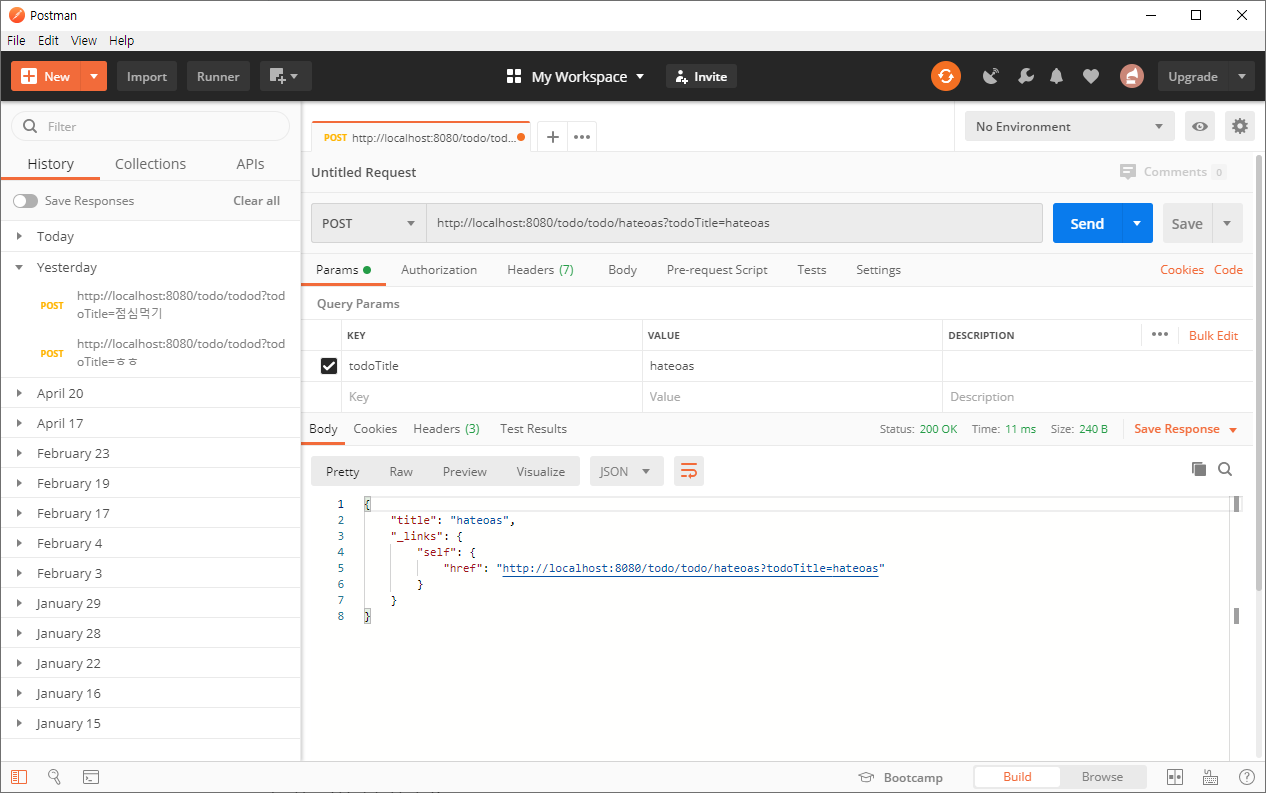 Postman
File Edit View Help
New Import Runner My Workspace Invite Upgrade
Filter
History Collections APIs
Save Responses Clear all
Today
Yesterday
POST http://localhost:8080/todo/todod?tod
oTitle=점심먹기
POST http://localhost:8080/todo/todod?tod
oTitle=ㅎㅎ
April 20
April 17
February 23
February 19
February 17
February 4
February 3
January 29
January 28
January 22
January 16
January 15
POST http://localhost:8080/todo/tod... No Environment
Untitled Request Comments 0
POST http://localhost:8080/todo/todo/hateoas?todoTitle=hateoas Send Save
Params Authorization Headers (7) Body Pre-request Script Tests Settings Cookies Code
Query Params
KEY VALUE DESCRIPTION Bulk Edit
todoTitle hateoas
Key Value Description
Body Cookies Headers (3) Test Results Status: 200 OK Time: 11 ms Size: 240 B Save Response
Pretty Raw Preview Visualize JSON
1 {
2 "title": "hateoas",
3 "_links": {
4 "self": {
5 "href": "http://localhost:8080/todo/todo/hateoas?todoTitle=hateoas"
6 }
7 }
8 }
Bootcamp Build Browse